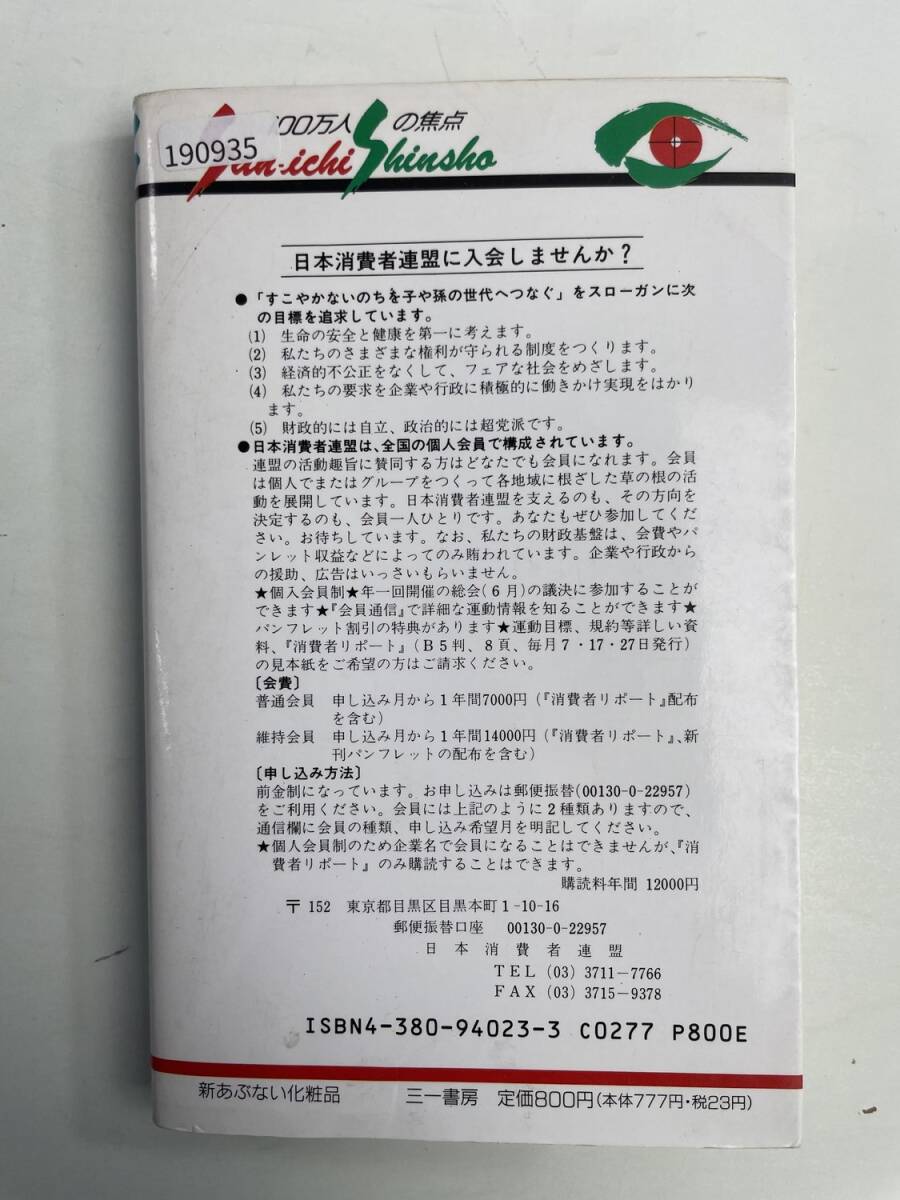 00万人の焦点
190935
San-ichi Shinsho
日本消費者連盟に入会しませんか？
●「すこやかないのちを子や孫の世代へつなぐ」をスローガンに次
の目標を追求しています。
(1) 生命の安全と健康を第一に考えます。
(2) 私たちのさまざまな権利が守られる制度をつくります。
(3) 経済的不公正をなくして、フェアな社会をめざします。
(4) 私たちの要求を企業や行政に積極的に働きかけ実現をはかり
ます。
(5) 財政的には自立、政治的には超党派です。
●日本消費者連盟は、全国の個人会員で構成されています。
連盟の活動趣旨に賛同する方はどなたでも会員になれます。会員
は個人でまたはグループをつくって各地域に根ざした草の根の活
動を展開しています。日本消費者連盟を支えるのも、その方向を
決定するのも、会員一人ひとりです。あなたもぜひ参加してくだ
さい。お待ちしています。なお、私たちの財政基盤は、会費やパ
ンレット収益などによってのみ賄われています。企業や行政から
の援助、広告はいっさいもらいません。
★個入会員制★年一回開催の総会(6月)の議決に参加することが
できます★『会員通信』で詳細な運動情報を知ることができます★
パンフレット割引の特典があります★運動目標、規約等詳しい資
料、『消費者リポート』(B5判、8頁、毎月7・17・27日発行)
の見本紙をご希望の方はご請求ください。
〔会費〕
普通会員 申し込み月から1年間7000円(『消費者リポート』配布
を含む)
維持会員 申し込み月から1年間14000円(『消費者リポート』、新
刊パンフレットの配布を含む)
〔申し込み方法〕
前金制になっています。お申し込みは郵便振替(00130-0-22957)
をご利用ください。会員には上記のように2種類ありますので、
通信欄に会員の種類、申し込み希望月を明記してください。
★個人会員制のため企業名で会員になることはできませんが、『消
費者リポート』のみ購読することはできます。
購読料年間 12000円
〒152 東京都目黒区目黒本町1-10-16
郵便振替口座 00130-0-22957
日本消費者連盟
TEL (03) 3711-7766
FAX (03) 3715-9378
ISBN4-380-94023-3 C0277 P800E
新あぶない化粧品 三一書房 定価800円(本体777円・税23円)